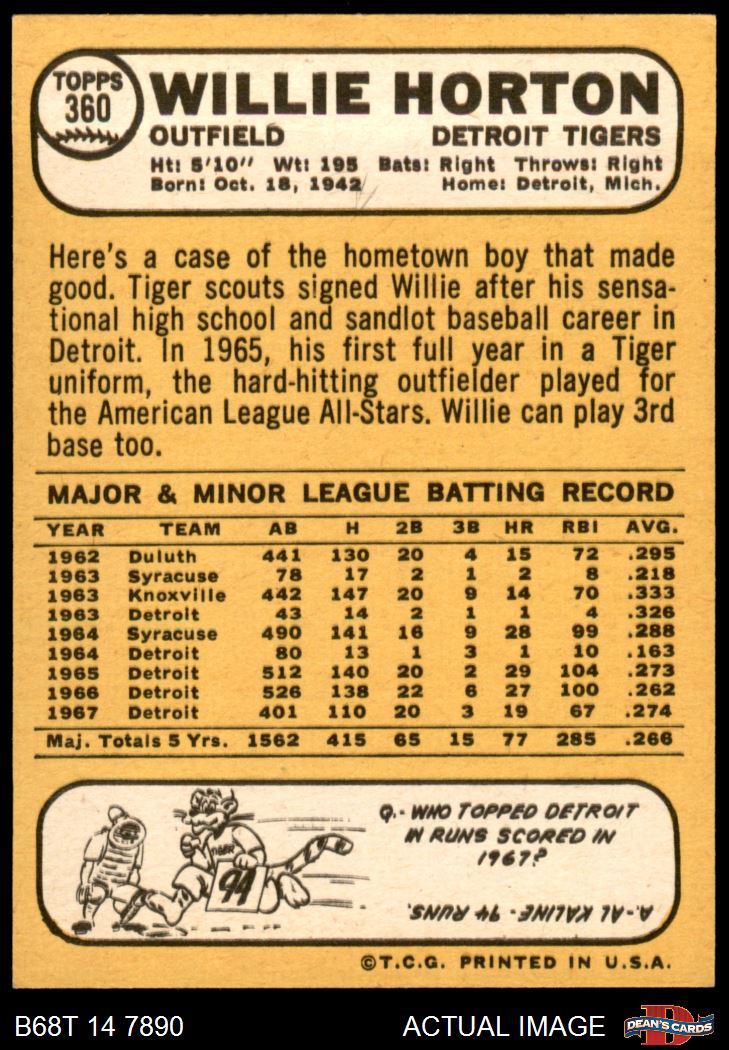 TOPPS
360
WILLIE HORTON
OUTFIELD DETROIT TIGERS
Ht: 5'10" Wt: 195 Bats: Right Throws: Right
Born: Oct. 18, 1942 Home: Detroit, Mich.
Here's a case of the hometown boy that made
good. Tiger scouts signed Willie after his sensa-
tional high school and sandlot baseball career in
Detroit. In 1965, his first full year in a Tiger
uniform, the hard-hitting outfielder played for
the American League All-Stars. Willie can play 3rd
base too.
MAJOR & MINOR LEAGUE BATTING RECORD
YEAR TEAM AB H 2B 3B HR RBI AVG.
1962 Duluth 441 130 20 4 15 72 .295
1963 Syracuse 78 17 2 1 2 8 .218
1963 Knoxville 442 147 20 9 14 70 .333
1963 Detroit 43 14 2 1 1 4 .326
1964 Syracuse 490 141 16 9 28 99 .288
1964 Detroit 80 13 1 3 1 10 .163
1965 Detroit 512 140 20 2 29 104 .273
1966 Detroit 526 138 22 6 27 100 .262
1967 Detroit 401 110 20 3 19 67 .274
Maj. Totals 5 Yrs. 1562 415 65 15 77 285 .266
TIGER
94
Q.- WHO TOPPED DETROIT
IN RUNS SCORED IN
1967?
A.- AL KALINE - 94 RUNS.
©T.C.G. PRINTED IN U.S.A.
B68T 14 7890 ACTUAL IMAGE
D
DEAN'S CARDS